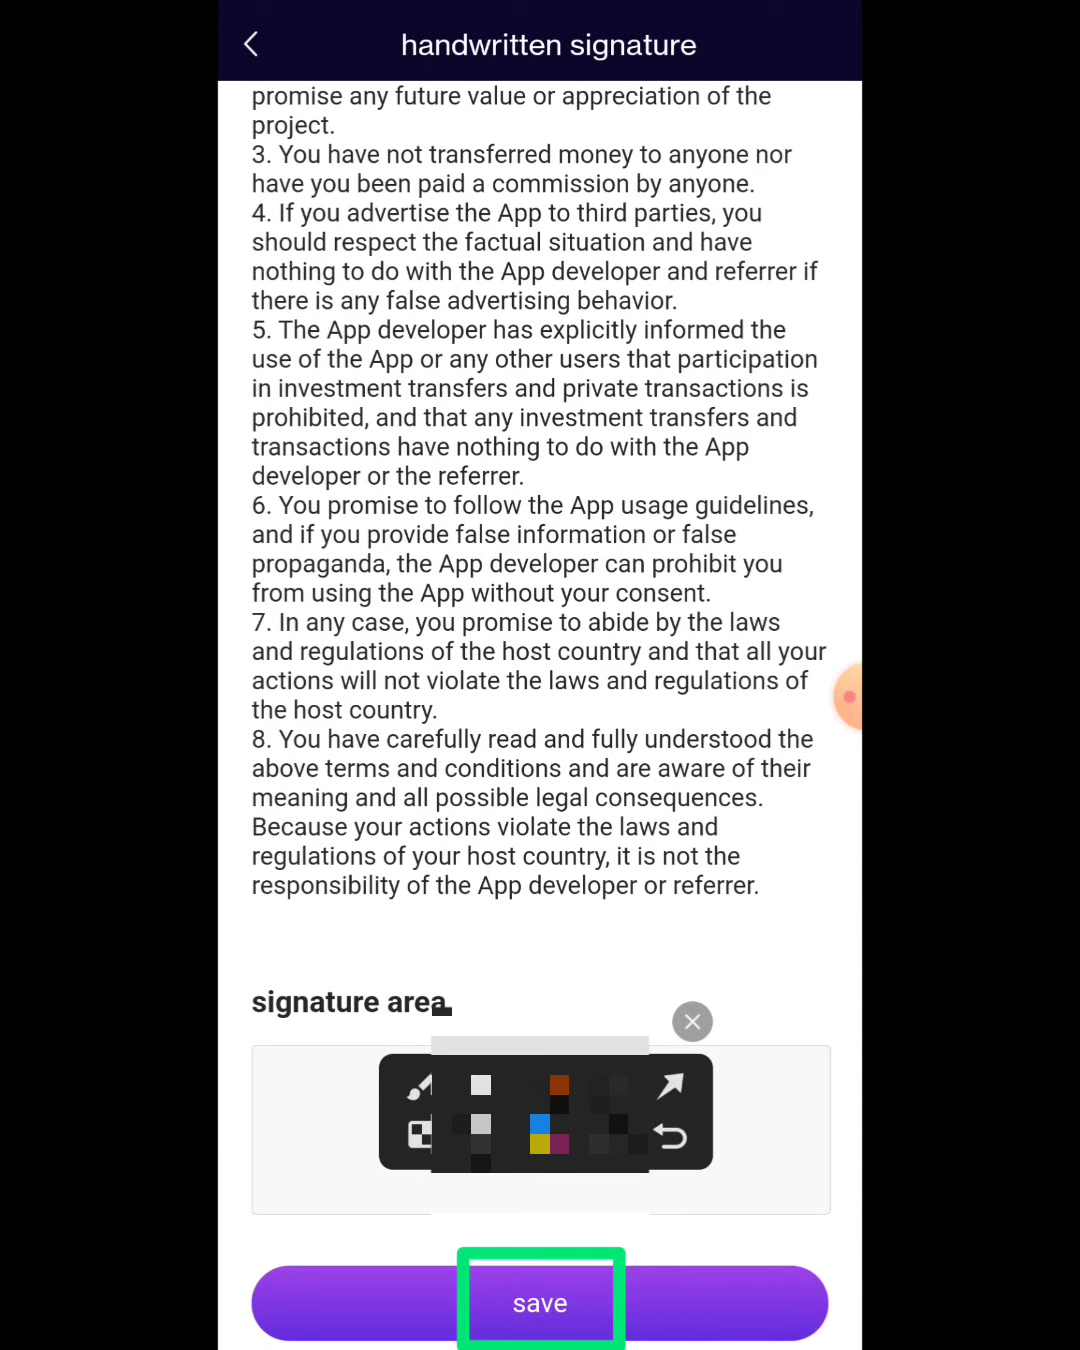 handwritten signature
promise any future value or appreciation of the
project.
3. You have not transferred money to anyone nor
have you been paid a commission by anyone.
4. If you advertise the App to third parties, you
should respect the factual situation and have
nothing to do with the App developer and referrer if
there is any false advertising behavior.
5. The App developer has explicitly informed the
use of the App or any other users that participation
in investment transfers and private transactions is
prohibited, and that any investment transfers and
transactions have nothing to do with the App
developer or the referrer.
6. You promise to follow the App usage guidelines,
and if you provide false information or false
propaganda, the App developer can prohibit you
from using the App without your consent.
7. In any case, you promise to abide by the laws
and regulations of the host country and that all your
actions will not violate the laws and regulations of
the host country.
8. You have carefully read and fully understood the
above terms and conditions and are aware of their
meaning and all possible legal consequences.
Because your actions violate the laws and
regulations of your host country, it is not the
responsibility of the App developer or referrer.
signature area
save